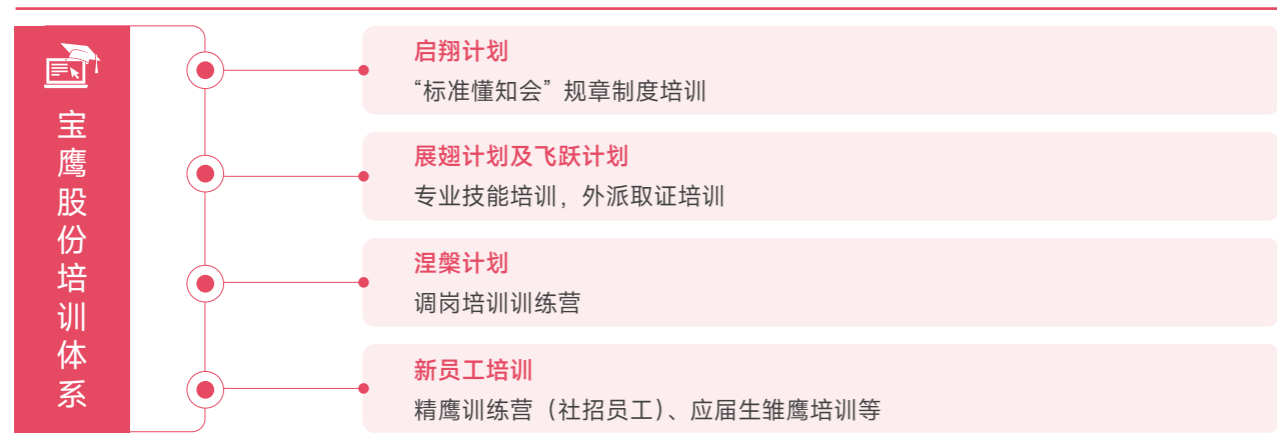 宝鹰股份培训体系
启翔计划
“标准懂知会”规章制度培训
展翅计划及飞跃计划
专业技能培训，外派取证培训
涅槃计划
调岗培训训练营
新员工培训
精鹰训练营（社招员工）、应届生雏鹰培训等